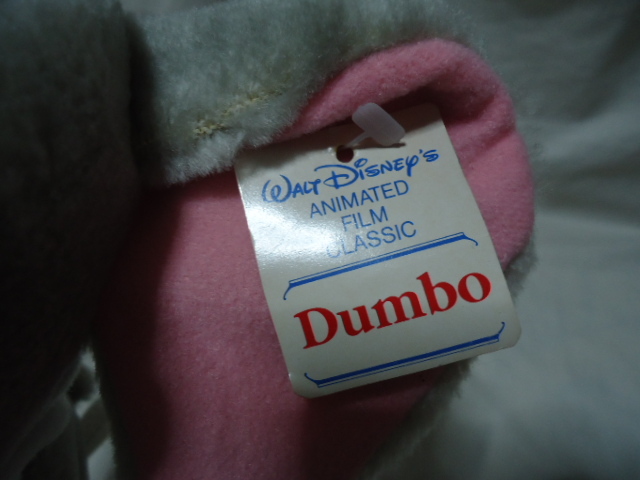 Walt Disney's
ANIMATED
FILM
CLASSIC
Dumbo